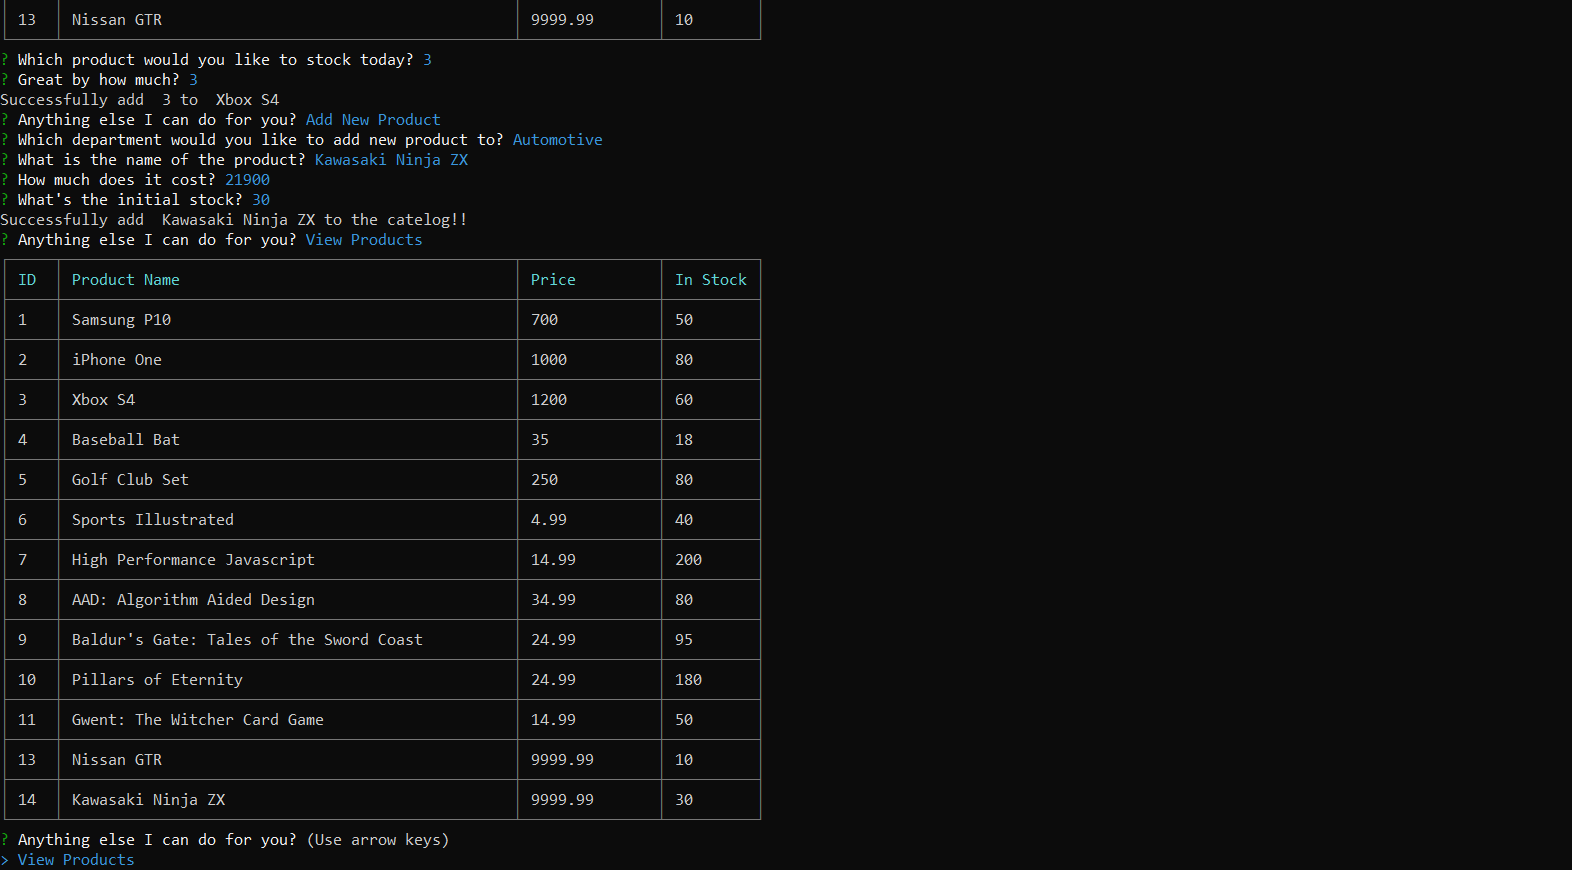 13 Nissan GTR 9999.99 10
? Which product would you like to stock today? 3
? Great by how much? 3
Successfully add  3 to  Xbox S4
? Anything else I can do for you? Add New Product
? Which department would you like to add new product to? Automotive
? What is the name of the product? Kawasaki Ninja ZX
? How much does it cost? 21900
? What's the initial stock? 30
Successfully add  Kawasaki Ninja ZX to the catelog!!
? Anything else I can do for you? View Products
ID Product Name Price In Stock
1 Samsung P10 700 50
2 iPhone One 1000 80
3 Xbox S4 1200 60
4 Baseball Bat 35 18
5 Golf Club Set 250 80
6 Sports Illustrated 4.99 40
7 High Performance Javascript 14.99 200
8 AAD: Algorithm Aided Design 34.99 80
9 Baldur's Gate: Tales of the Sword Coast 24.99 95
10 Pillars of Eternity 24.99 180
11 Gwent: The Witcher Card Game 14.99 50
13 Nissan GTR 9999.99 10
14 Kawasaki Ninja ZX 9999.99 30
? Anything else I can do for you? (Use arrow keys)
> View Products